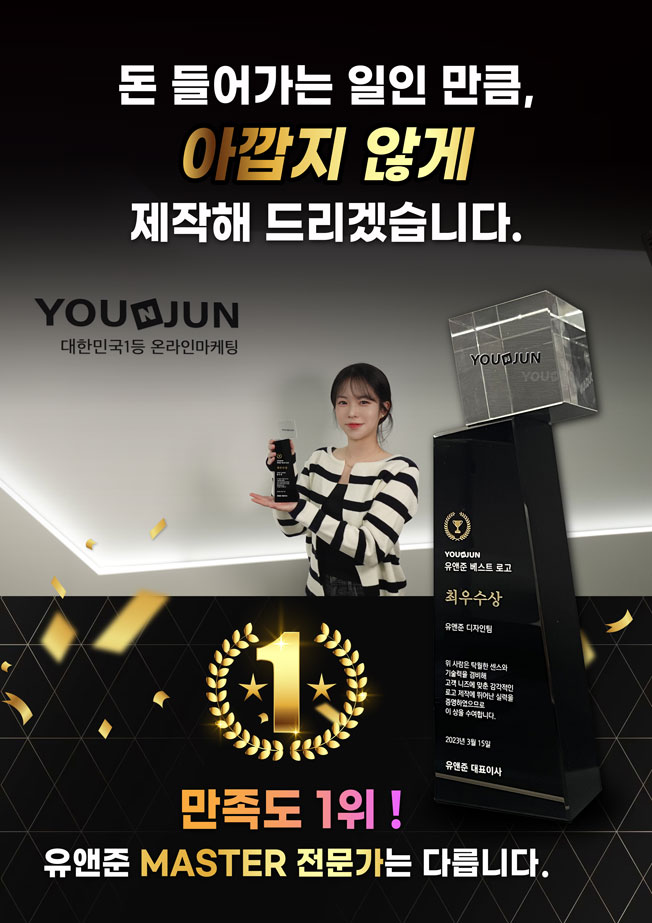 돈 들어가는 일인 만큼,
아깝지 않게
제작해 드리겠습니다.
YOUNJUN
대한민국1등 온라인마케팅
YOUNJUN
YOUNJUN
유앤준 베스트 로고
최우수상
유앤준 디자인팀
위 사람은 탁월한 센스와
기술력을 겸비해
고객 니즈에 맞춘 감각적인
로고 제작에 뛰어난 실력을
증명하였으므로
이 상을 수여합니다.
2023년 3월 15일
유앤준 대표이사
1
만족도 1위 !
유앤준 MASTER 전문가는 다릅니다.